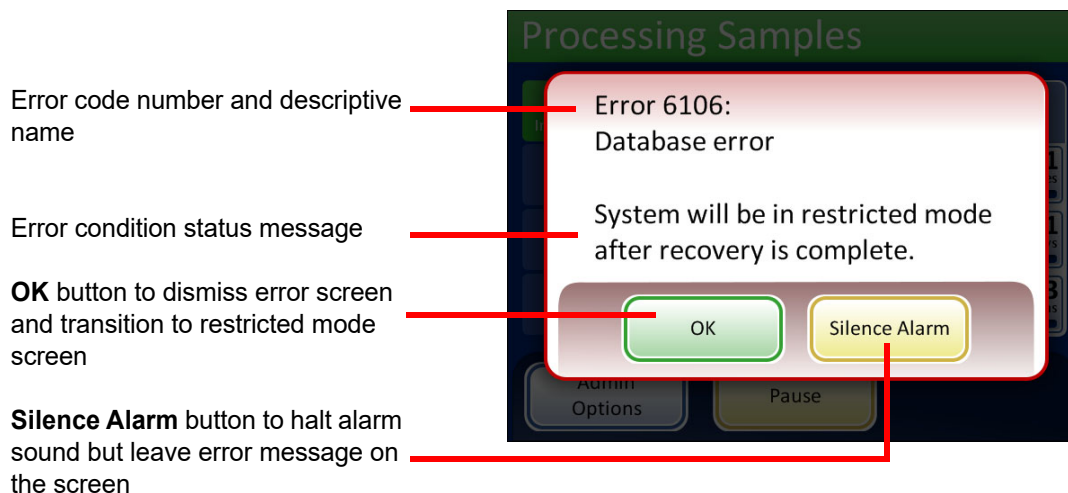 Processing Samples
Error code number and descriptive
name
Error 6106:
Database error
Error condition status message
System will be in restricted mode
after recovery is complete.
OK button to dismiss error screen
and transition to restricted mode
screen
OK
Silence Alarm
Silence Alarm button to halt alarm
sound but leave error message on
the screen
Admin
Options
Pause
1
1
3